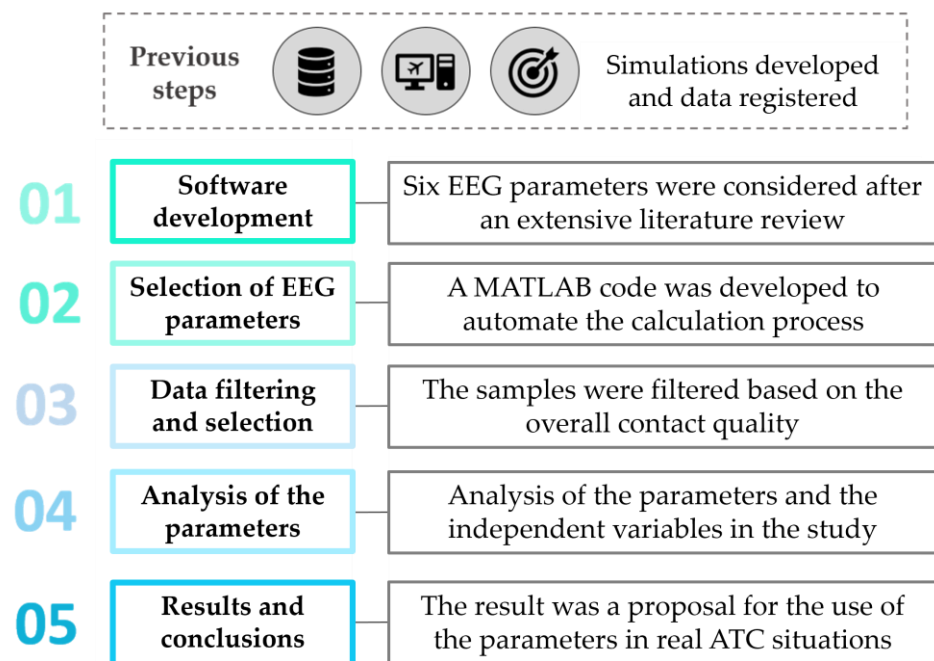 Previous
steps
Simulations developed
and data registered
01
Software
development
Six EEG parameters were considered after
an extensive literature review
02
Selection of EEG
parameters
A MATLAB code was developed to
automate the calculation process
03
Data filtering
and selection
The samples were filtered based on the
overall contact quality
04
Analysis of the
parameters
Analysis of the parameters and the
independent variables in the study
05
Results and
conclusions
The result was a proposal for the use of
the parameters in real ATC situations